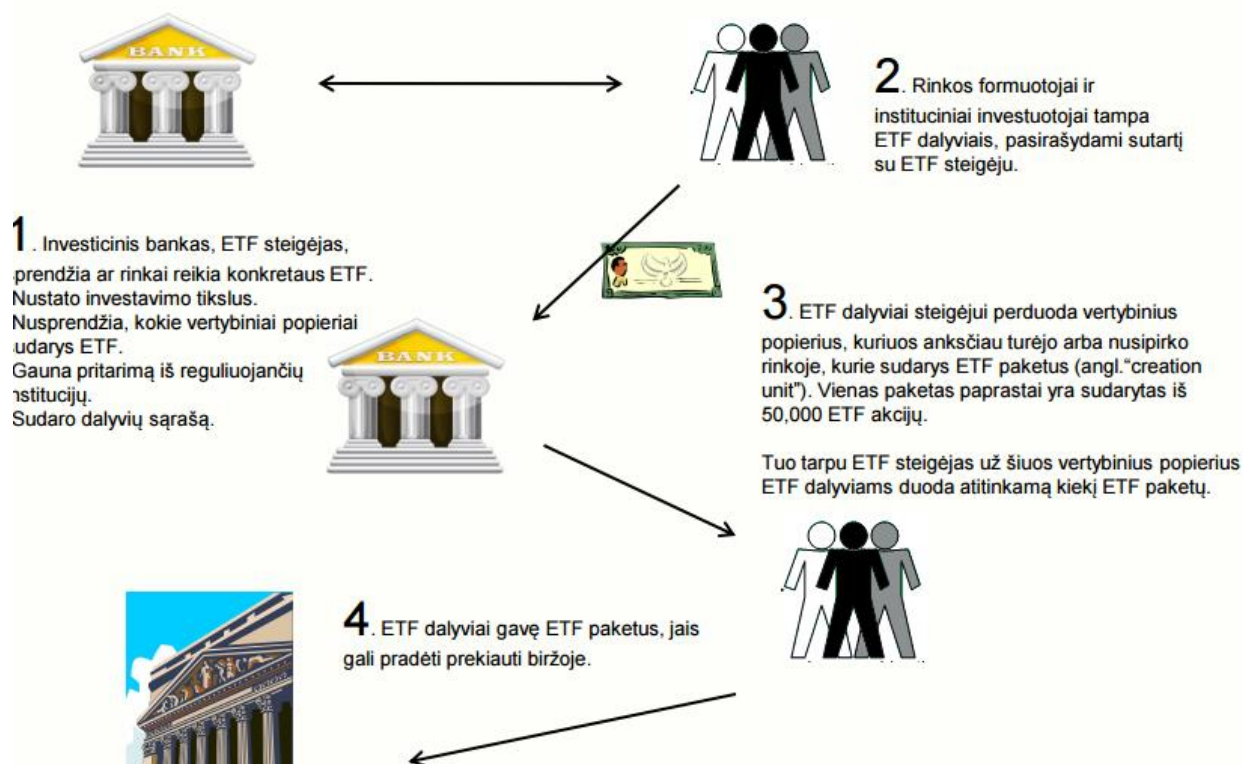 BANK
2. Rinkos formuotojai ir
instituciniai investuotojai tampa
ETF dalyviais, pasirašydami sutartį
su ETF steigėju.
1. Investicinis bankas, ETF steigėjas,
prendžia ar rinkai reikia konkretaus ETF.
Nustato investavimo tikslus.
Nusprendžia, kokie vertybiniai popieriai
udarys ETF.
Gauna pritarimą iš reguliuojančių
nstitucijų.
Sudaro dalyvių sąrašą.
BANK
3. ETF dalyviai steigėjui perduoda vertybinius
popierius, kuriuos anksčiau turėjo arba nusipirko
rinkoje, kurie sudarys ETF paketus (angl.“creation
unit”). Vienas paketas paprastai yra sudarytas iš
50,000 ETF akcijų.
Tuo tarpu ETF steigėjas už šiuos vertybinius popierius
ETF dalyviams duoda atitinkamą kiekį ETF paketų.
4. ETF dalyviai gavę ETF paketus, jais
gali pradėti prekiauti biržoje.